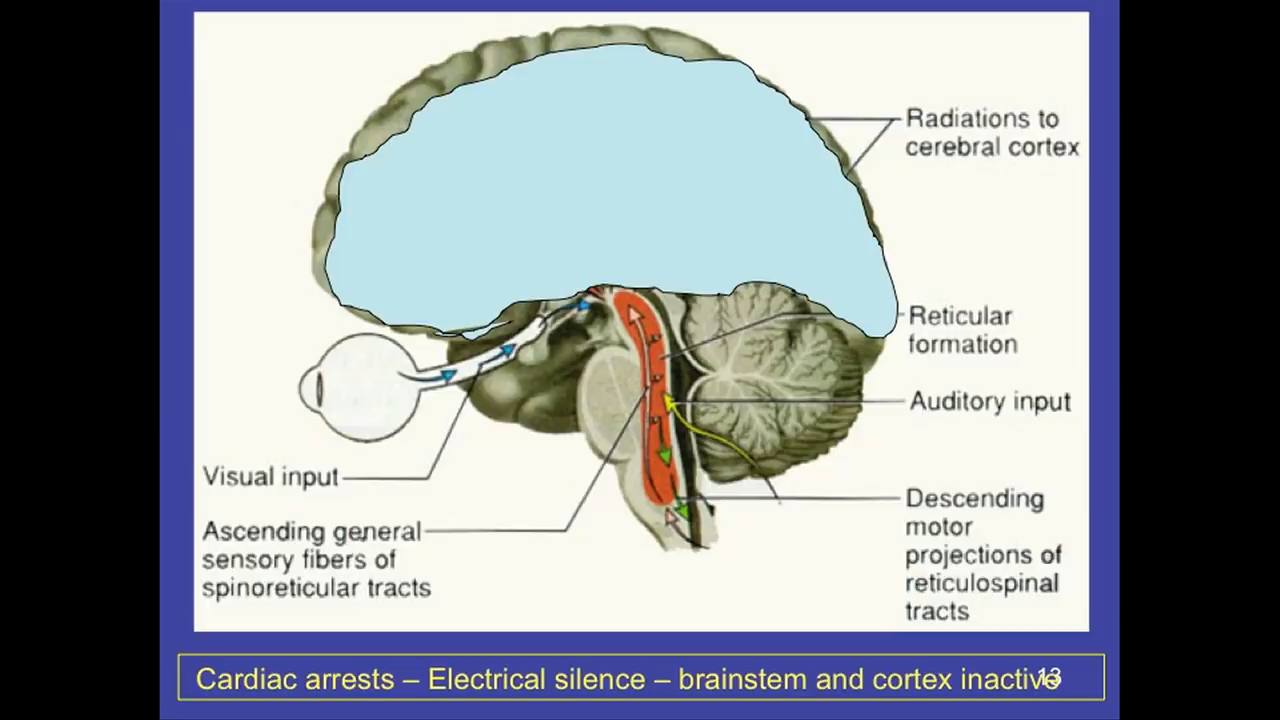 Radiations to
cerebral cortex
Reticular
formation
Auditory input
Visual input
Ascending general
sensory fibers of
spinoreticular tracts
Descending
motor
projections of
reticulospinal
tracts
Cardiac arrests – Electrical silence – brainstem and cortex inactive
13